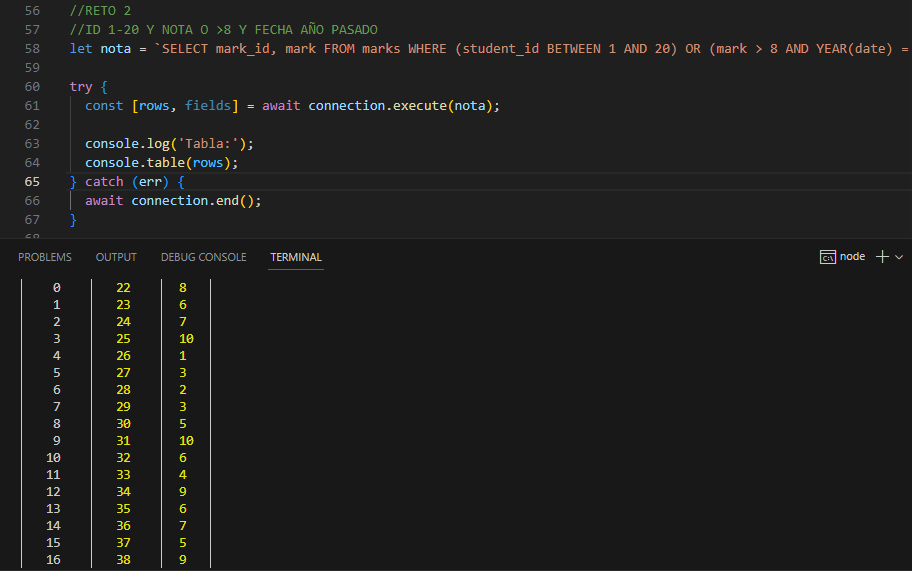 56 //RETO 2
57 //ID 1-20 Y NOTA O >8 Y FECHA AÑO PASADO
58 let nota = `SELECT mark_id, mark FROM marks WHERE (student_id BETWEEN 1 AND 20) OR (mark > 8 AND YEAR(date) =
59
60 try {
61 const [rows, fields] = await connection.execute(nota);
62
63 console.log('Tabla:');
64 console.table(rows);
65 } catch (err) {
66 await connection.end();
67 }
68
PROBLEMS OUTPUT DEBUG CONSOLE TERMINAL node
0 22 8
1 23 6
2 24 7
3 25 10
4 26 1
5 27 3
6 28 2
7 29 3
8 30 5
9 31 10
10 32 6
11 33 4
12 34 9
13 35 6
14 36 7
15 37 5
16 38 9